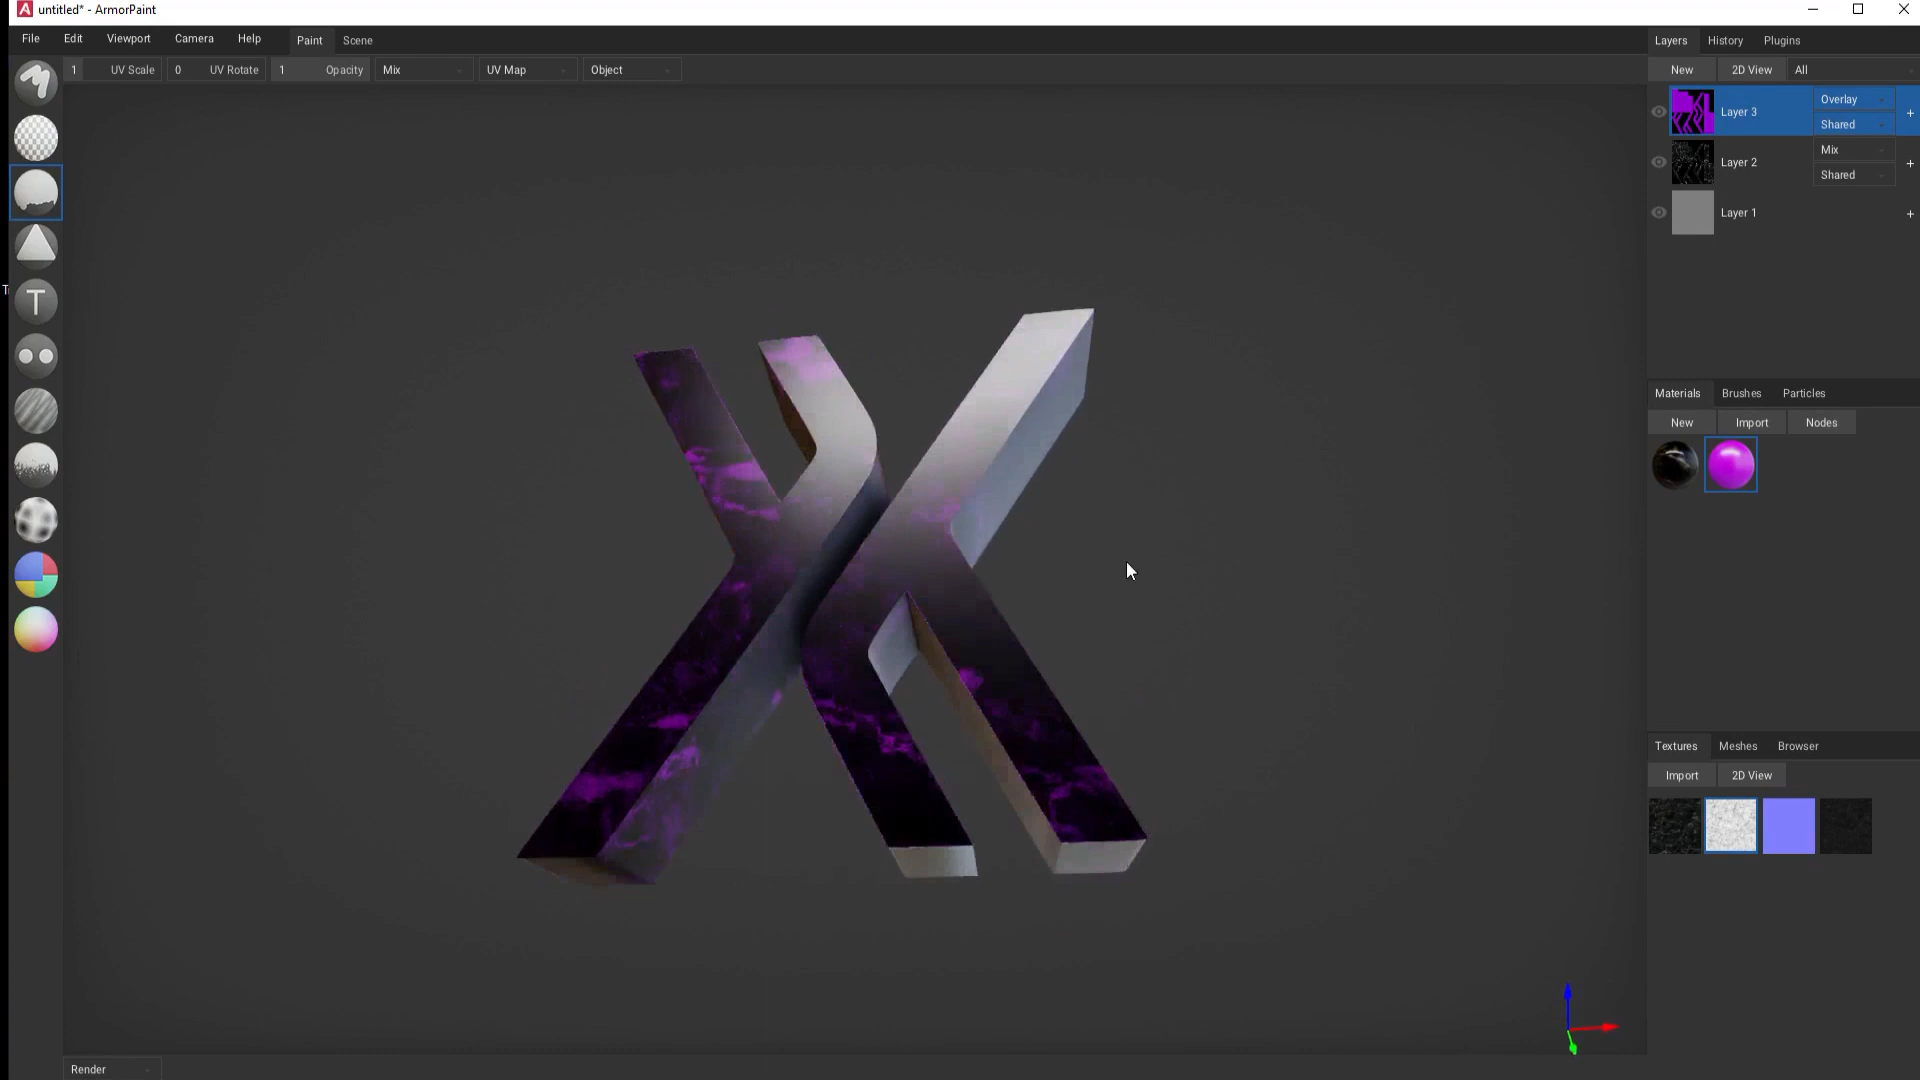 untitled* - ArmorPaint
File Edit Viewport Camera Help Paint Scene
1 UV Scale 0 UV Rotate 1 Opacity Mix UV Map Object
T
Layers History Plugins
New 2D View All
Layer 3 Overlay Shared
Layer 2 Mix Shared
Layer 1
Materials Brushes Particles
New Import Nodes
Textures Meshes Browser
Import 2D View
Render